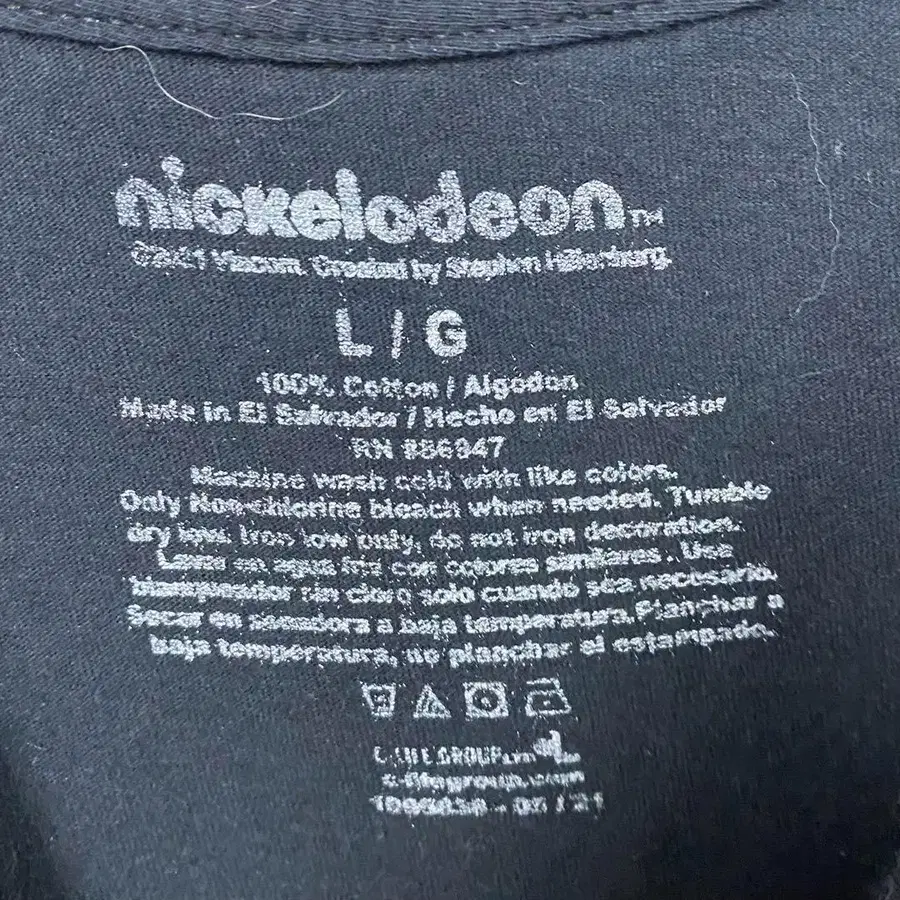 nickelodeon™
©2021 Viacom. Created by Stephen Hillenburg.
L / G
100% Cotton / Algodon
Made in El Salvador / Hecho en El Salvador
RN #86947
Machine wash cold with like colors.
Only Non-chlorine bleach when needed. Tumble
dry low. Iron low only, do not iron decoration.
Lavar en agua fria con colores similares . Use
blanqueador sin cloro solo cuando sea necesario.
Secar en secadora a baja temperatura. Planchar a
baja temperatura, no planchar el estampado.
C-LIFE GROUP LTD
c-lifegroup.com